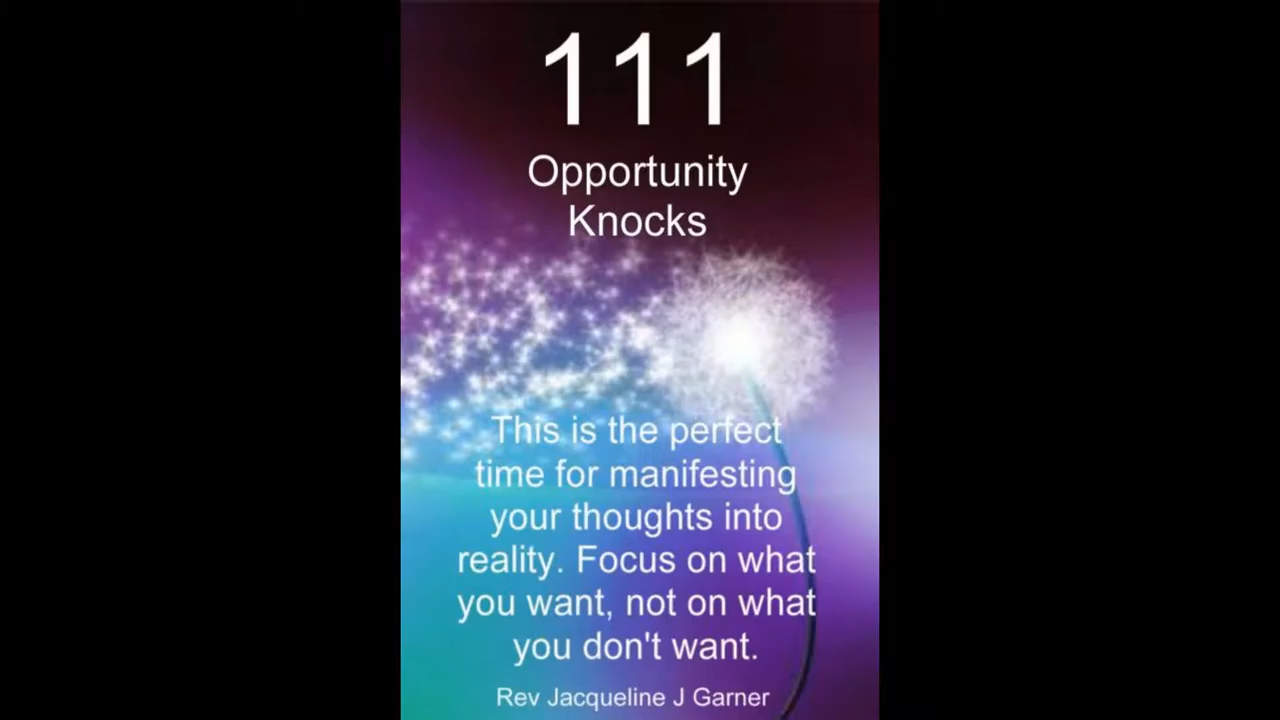 111
Opportunity
Knocks
This is the perfect
time for manifesting
your thoughts into
reality. Focus on what
you want, not on what
you don't want.
Rev Jacqueline J Garner